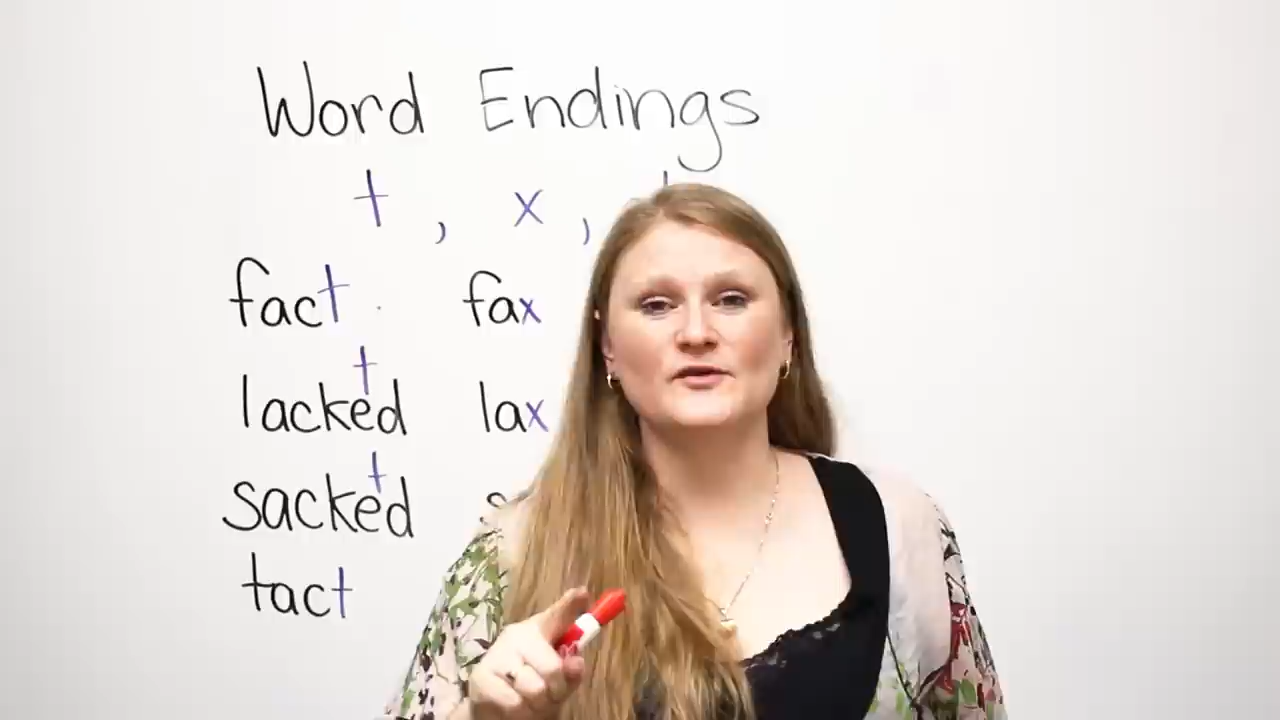 Word Endings
t , x ,
fact fax
t
lacked lax
t
sacked s
tact